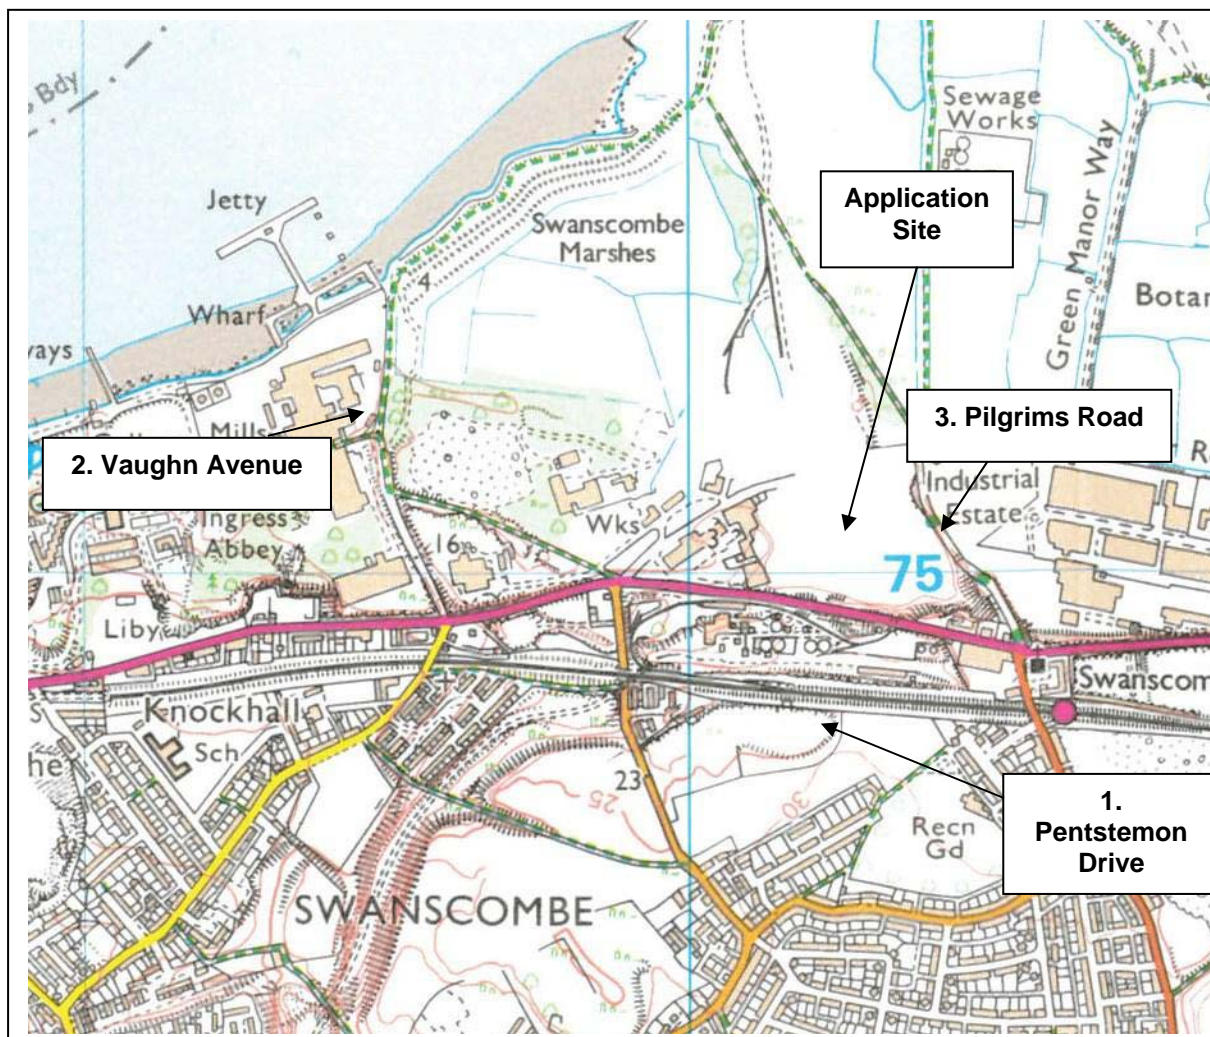 Bdy
Sewage
Works
Green Manor Way
Application
Site
Jetty
Swanscombe
Marshes
4
Wharf
Botar
ways
3. Pilgrims Road
Mills
2. Vaughn Avenue
Industrial
Estate
Ingress
Abbey
Wks
16
3
75
Liby
Swanscom
Knockhall
Sch
he
23
25
30
1.
Pentstemon
Drive
Recn
Gd
SWANSCOMBE